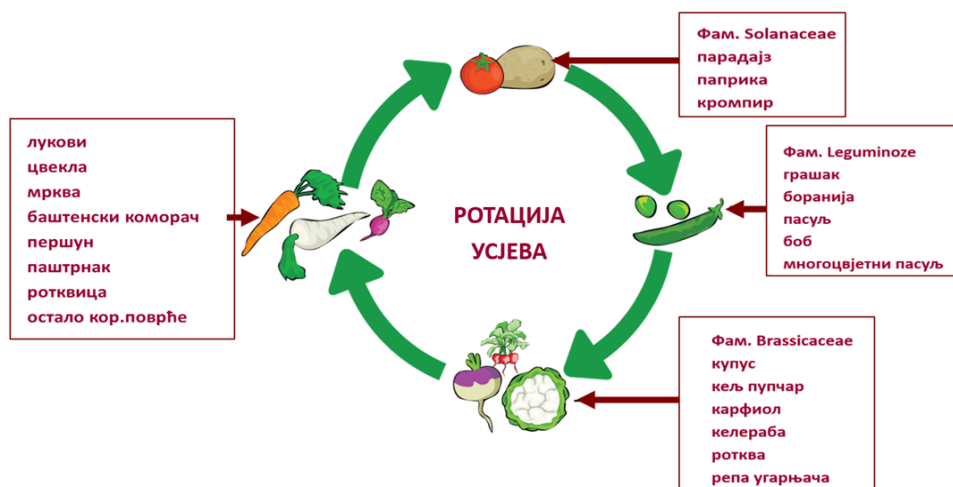 Фам. Solanaceae
парадајз
паприка
кромпир
лукови
цвекла
мрква
баштенски коморач
першун
паштрнак
ротквица
остало кор.поврће
РОТАЦИЈА
УСЈЕВА
Фам. Leguminoze
грашак
боранија
пасуљ
боб
многоцвјетни пасуљ
Фам. Brassicaceae
купус
кељ пупчар
карфиол
келераба
ротква
репа угарњача